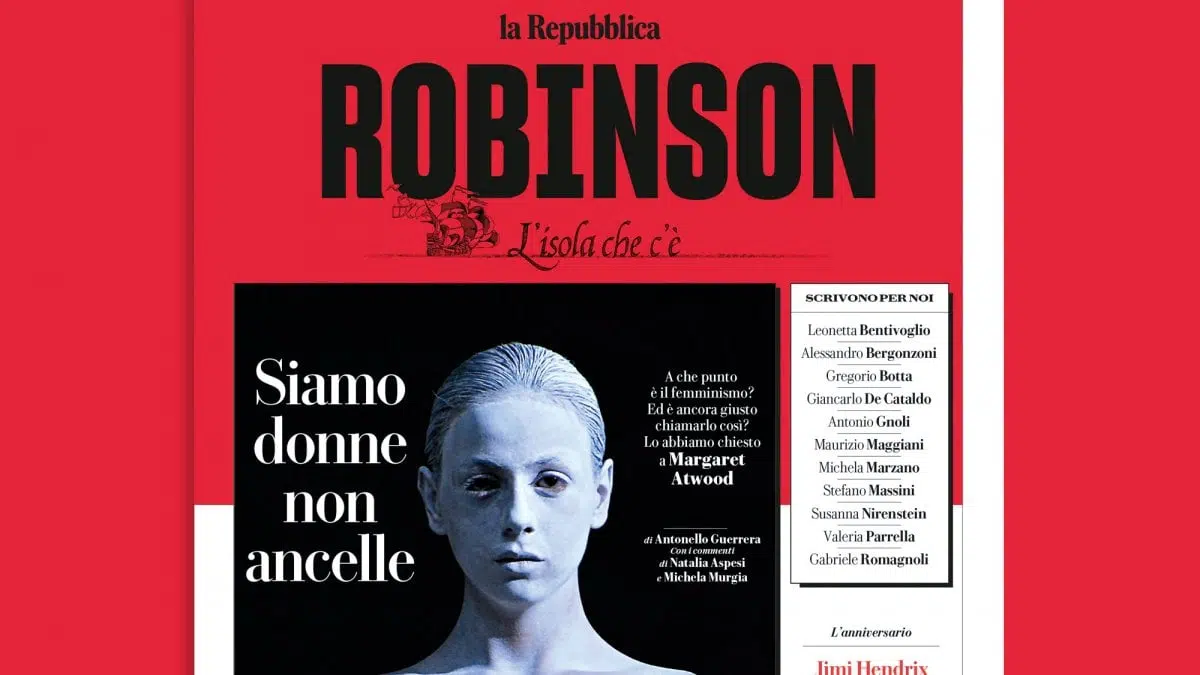 la Repubblica
ROBINSON
L'isola che c'è
Siamo
donne
non
ancelle
A che punto
è il femminismo?
Ed è ancora giusto
chiamarlo così?
Lo abbiamo chiesto
a Margaret
Atwood
di Antonello Guerrera
Con i commenti
di Natalia Aspesi
e Michela Murgia
SCRIVONO PER NOI
Leonetta Bentivoglio
Alessandro Bergonzoni
Gregorio Botta
Giancarlo De Cataldo
Antonio Gnoli
Maurizio Maggiani
Michela Marzano
Stefano Massini
Susanna Nirenstein
Valeria Parrella
Gabriele Romagnoli
L'anniversario
Jimi Hendrix